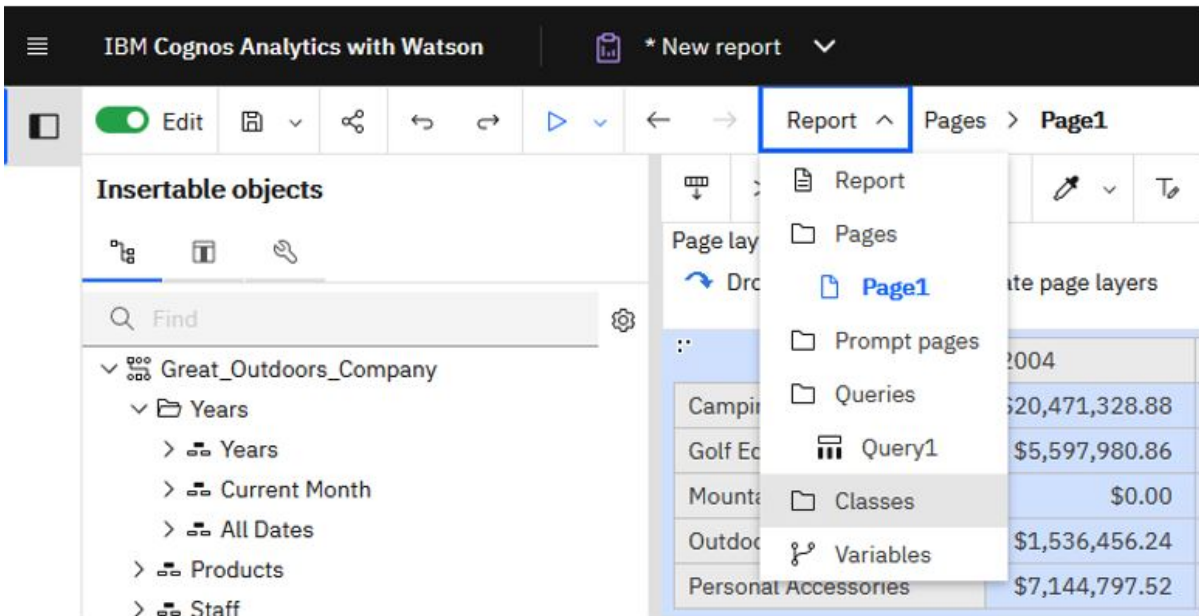 IBM Cognos Analytics with Watson * New report
Edit Report Pages > Page1
Insertable objects
Report
Pages
Page lay
Dro
Page1
ate page layers
Find
Prompt pages
2004
Great_Outdoors_Company
Queries
Campin $20,471,328.88
Years
Query1
Golf Ec $5,597,980.86
Years
Current Month
Classes
Mounta $0.00
All Dates
Variables
Outdoo $1,536,456.24
Products
Personal Accessories $7,144,797.52
Staff